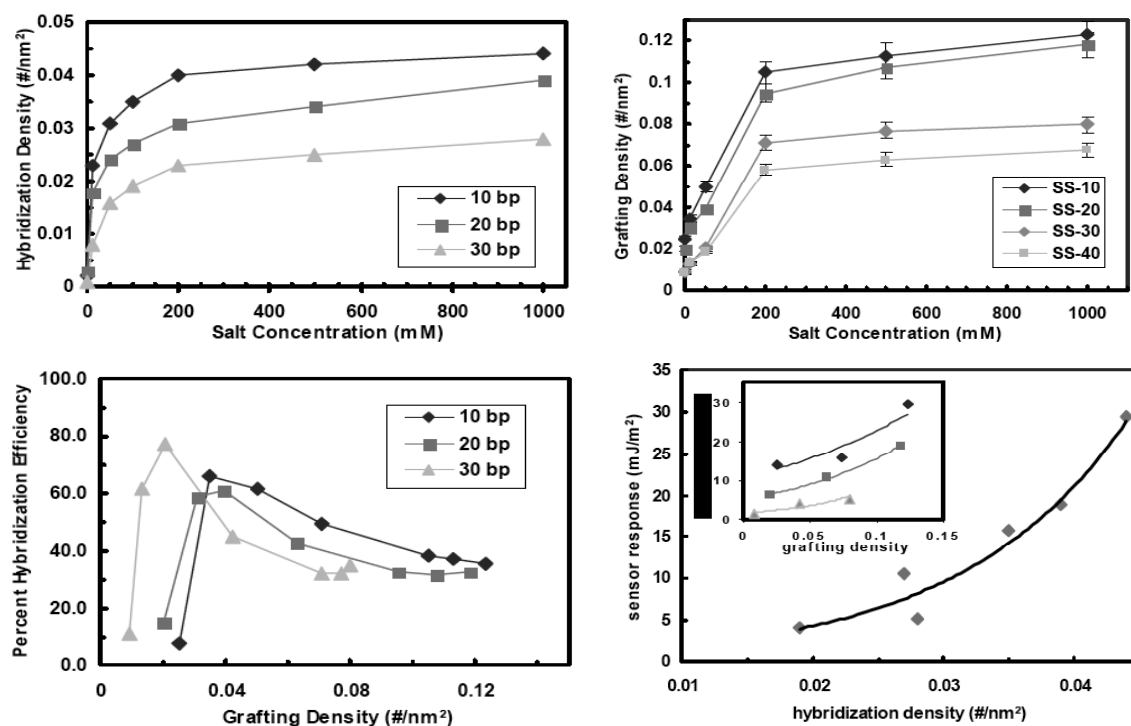 Hybridization Density (#/nm²)
0.05
0.04
0.03
0.02
0.01
0
0 200 400 600 800 1000
Salt Concentration (mM)
10 bp
20 bp
30 bp
Grafting Density (#/nm²)
0.12
0.10
0.08
0.06
0.04
0.02
0.00
0 200 400 600 800 1000
Salt Concentration (mM)
SS-10
SS-20
SS-30
SS-40
Percent Hybridization Efficiency
100.0
80.0
60.0
40.0
20.0
0.0
0 0.04 0.08 0.12
Grafting Density (#/nm²)
10 bp
20 bp
30 bp
sensor response (mJ/m²)
35
30
25
20
15
10
5
0
0.01 0.02 0.03 0.04
hybridization density (#/nm²)
30
20
10
0
0 0.05 0.1 0.15
grafting density